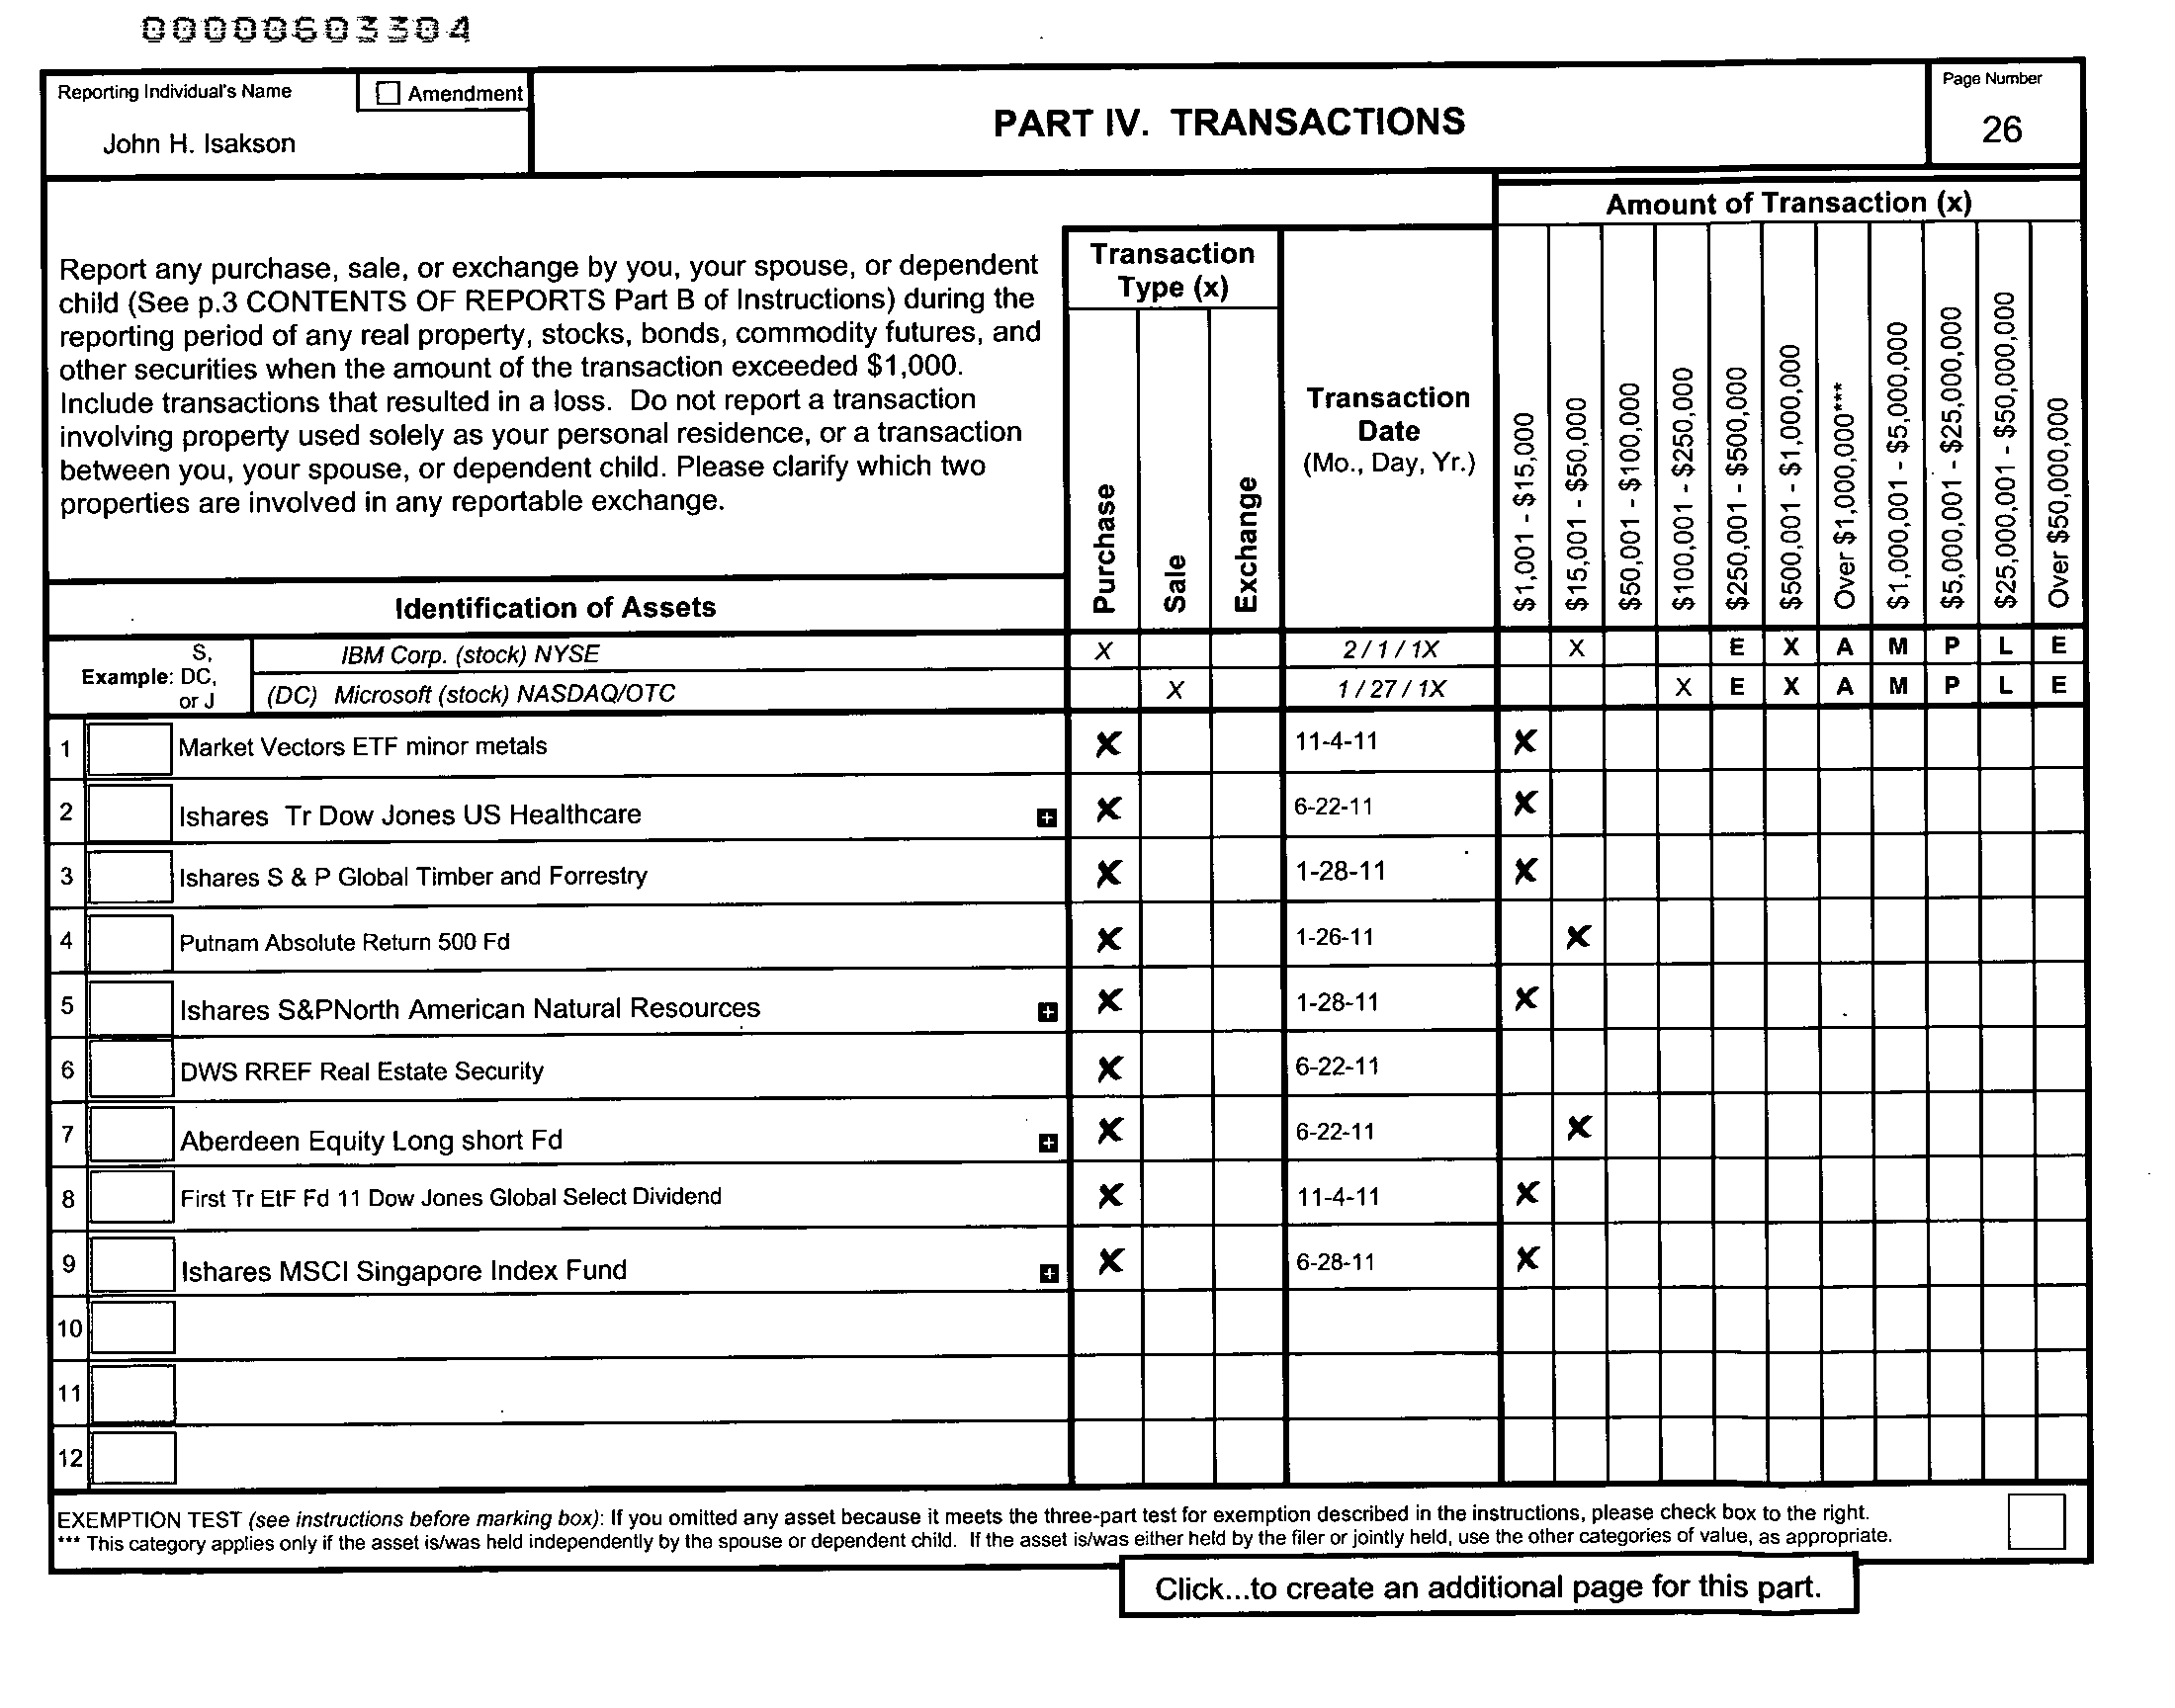 00000603304
Reporting Individual's Name
Amendment
John H. Isakson
PART IV. TRANSACTIONS
Page Number
26
Report any purchase, sale, or exchange by you, your spouse, or dependent
child (See p.3 CONTENTS OF REPORTS Part B of Instructions) during the
reporting period of any real property, stocks, bonds, commodity futures, and
other securities when the amount of the transaction exceeded $1,000.
Include transactions that resulted in a loss. Do not report a transaction
involving property used solely as your personal residence, or a transaction
between you, your spouse, or dependent child. Please clarify which two
properties are involved in any reportable exchange.
Identification of Assets
Transaction
Type (x)
Purchase
Sale
Exchange
Transaction
Date
(Mo., Day, Yr.)
Amount of Transaction (x)
$1,001 - $15,000
$15,001 - $50,000
$50,001 - $100,000
$100,001 - $250,000
$250,001 - $500,000
$500,001 - $1,000,000
Over $1,000,000***
$1,000,001 - $5,000,000
$5,000,001 - $25,000,000
$25,000,001 - $50,000,000
Over $50,000,000
Example: S, DC, or J
IBM Corp. (stock) NYSE X 2 / 1 / 1X X E X A M P L E
(DC) Microsoft (stock) NASDAQ/OTC X 1 / 27 / 1X X E X A M P L E
1 Market Vectors ETF minor metals X 11-4-11 X
2 Ishares Tr Dow Jones US Healthcare + X 6-22-11 X
3 Ishares S & P Global Timber and Forrestry X 1-28-11 X
4 Putnam Absolute Return 500 Fd X 1-26-11 X
5 Ishares S&PNorth American Natural Resources + X 1-28-11 X
6 DWS RREF Real Estate Security X 6-22-11
7 Aberdeen Equity Long short Fd + X 6-22-11 X
8 First Tr EtF Fd 11 Dow Jones Global Select Dividend X 11-4-11 X
9 Ishares MSCI Singapore Index Fund + X 6-28-11 X
10
11
12
EXEMPTION TEST (see instructions before marking box): If you omitted any asset because it meets the three-part test for exemption described in the instructions, please check box to the right.
*** This category applies only if the asset is/was held independently by the spouse or dependent child. If the asset is/was either held by the filer or jointly held, use the other categories of value, as appropriate.
Click...to create an additional page for this part.